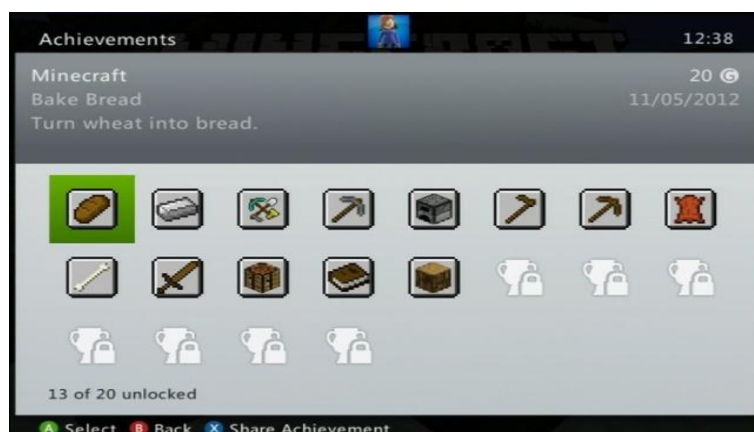 Achievements
12:38
Minecraft
20 G
Bake Bread
11/05/2012
Turn wheat into bread.
13 of 20 unlocked
A Select B Back X Share Achievement